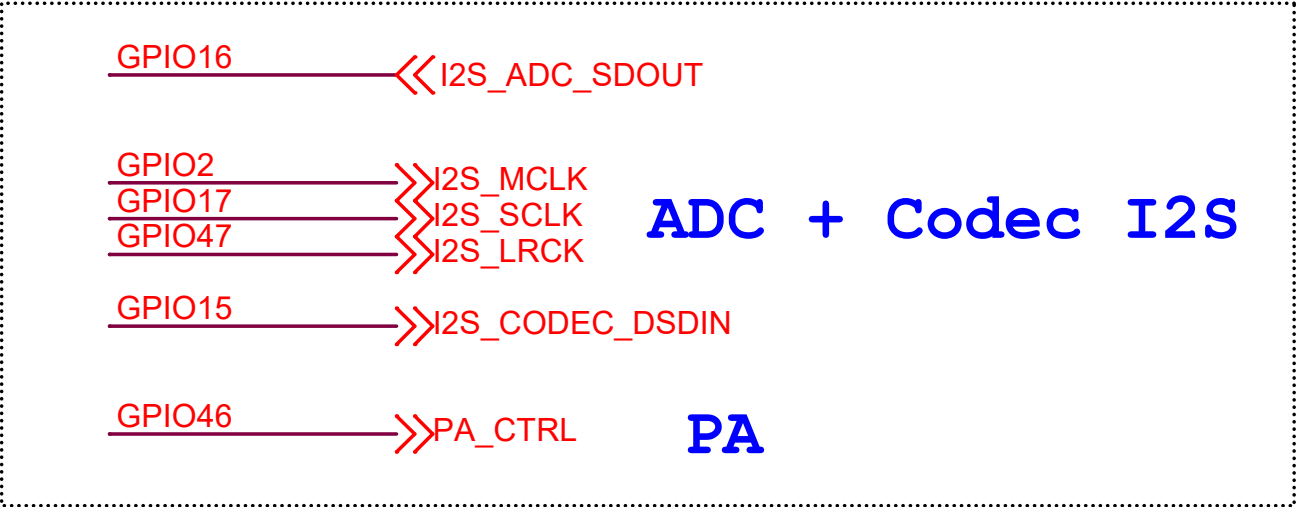 GPIO16
I2S_ADC_SDOUT
GPIO2
I2S_MCLK
GPIO17
I2S_SCLK
GPIO47
I2S_LRCK
ADC + Codec I2S
GPIO15
I2S_CODEC_DSDIN
GPIO46
PA_CTRL
PA